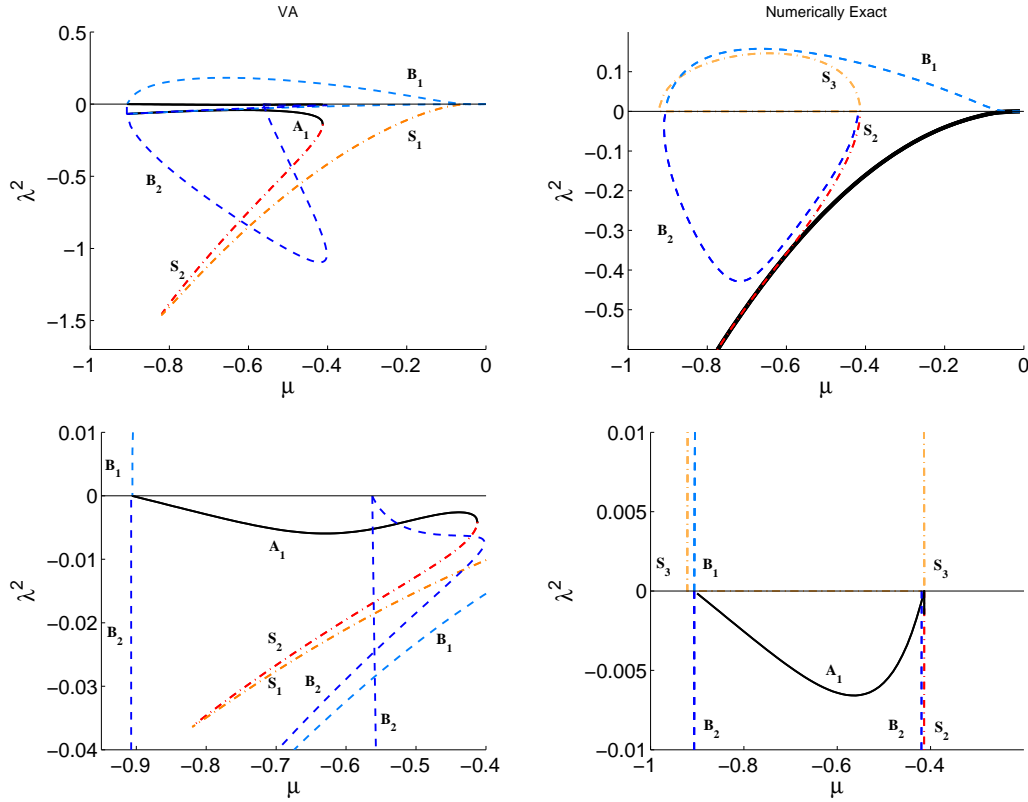 VA
0.5
0
−0.5
−1
−1.5
λ²
−1
−0.8
−0.6
−0.4
−0.2
0
μ
B₁
A₁
S₁
B₂
S₂
Numerically Exact
0.1
0
−0.1
−0.2
−0.3
−0.4
−0.5
λ²
−1
−0.8
−0.6
−0.4
−0.2
0
μ
B₁
S₃
S₂
B₂
0.01
0
−0.01
−0.02
−0.03
−0.04
λ²
−0.9
−0.8
−0.7
−0.6
−0.5
−0.4
μ
B₁
A₁
B₂
S₂
S₁
B₂
B₁
B₂
0.01
0.005
0
−0.005
−0.01
λ²
−1
−0.8
−0.6
−0.4
μ
S₃
B₁
S₃
A₁
B₂
B₂
S₂